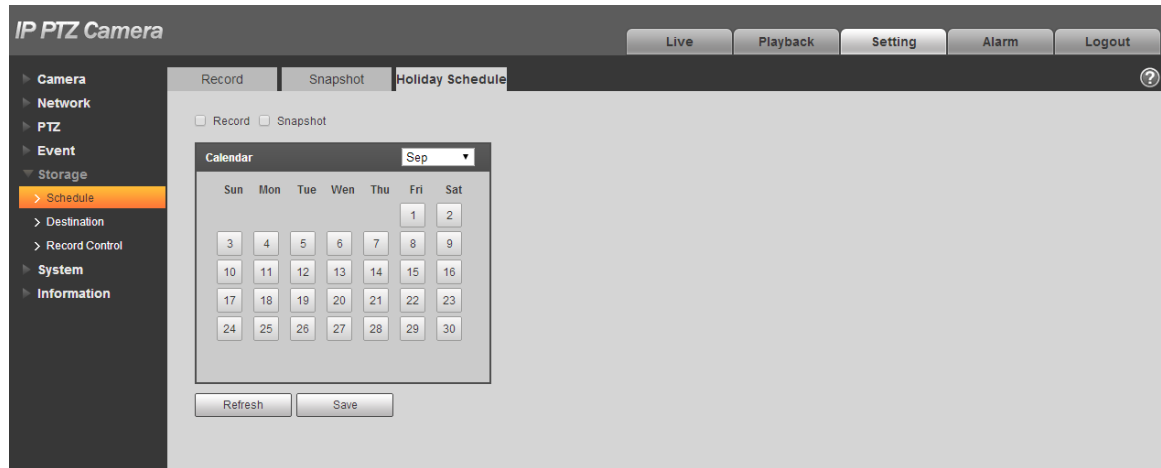 IP PTZ Camera
Live Playback Setting Alarm Logout
Camera
Network
PTZ
Event
Storage
Schedule
Destination
Record Control
System
Information
Record Snapshot Holiday Schedule ?
Record Snapshot
Calendar Sep
Sun Mon Tue Wen Thu Fri Sat
1 2
3 4 5 6 7 8 9
10 11 12 13 14 15 16
17 18 19 20 21 22 23
24 25 26 27 28 29 30
Refresh Save